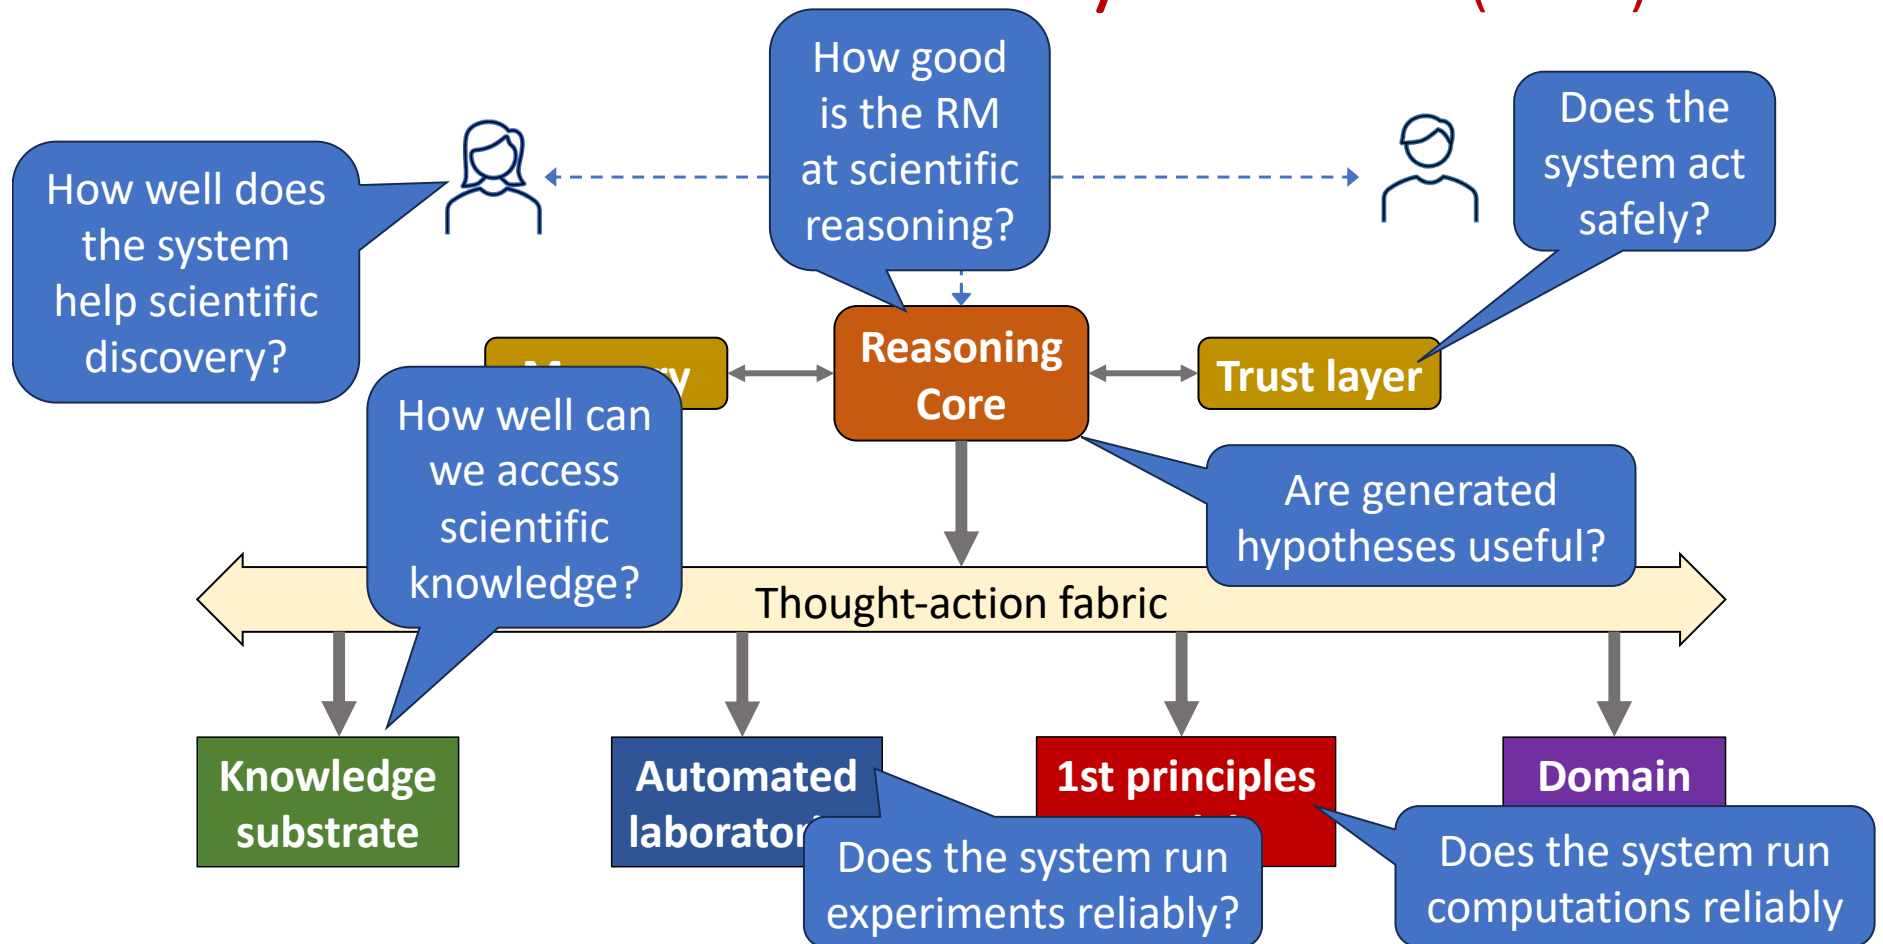 How good
is the RM
at scientific
reasoning?
Does the
system act
safely?
How well does
the system
help scientific
discovery?
Reasoning
Core
Trust layer
How well can
we access
scientific
knowledge?
Are generated
hypotheses useful?
Thought-action fabric
Knowledge
substrate
Automated
1st principles
Domain
Does the system run
experiments reliably?
Does the system run
computations reliably